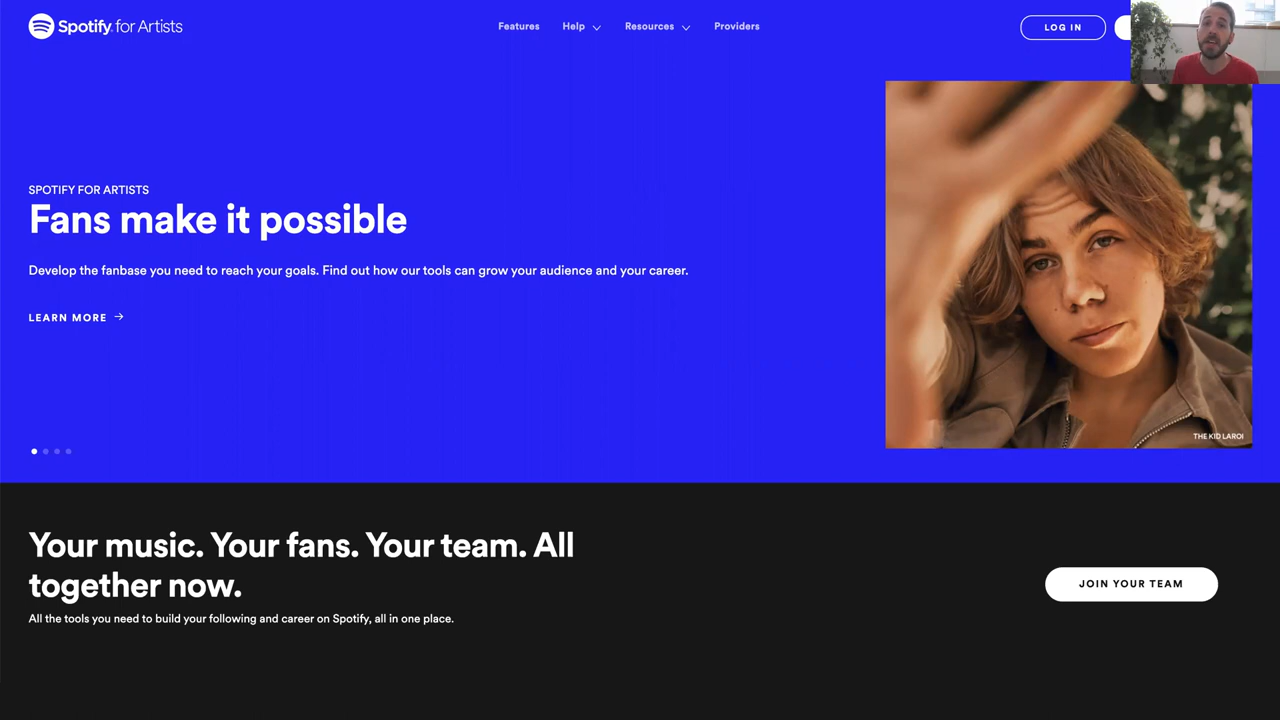 Spotify for Artists
Features
Help
Resources
Providers
LOG IN
SPOTIFY FOR ARTISTS
Fans make it possible
Develop the fanbase you need to reach your goals. Find out how our tools can grow your audience and your career.
LEARN MORE →
THE KID LAROI
Your music. Your fans. Your team. All
together now.
All the tools you need to build your following and career on Spotify, all in one place.
JOIN YOUR TEAM